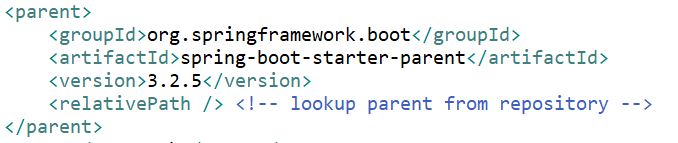 <parent>
<groupId>org.springframework.boot</groupId>
<artifactId>spring-boot-starter-parent</artifactId>
<version>3.2.5</version>
<relativePath /> <!-- lookup parent from repository -->
</parent>